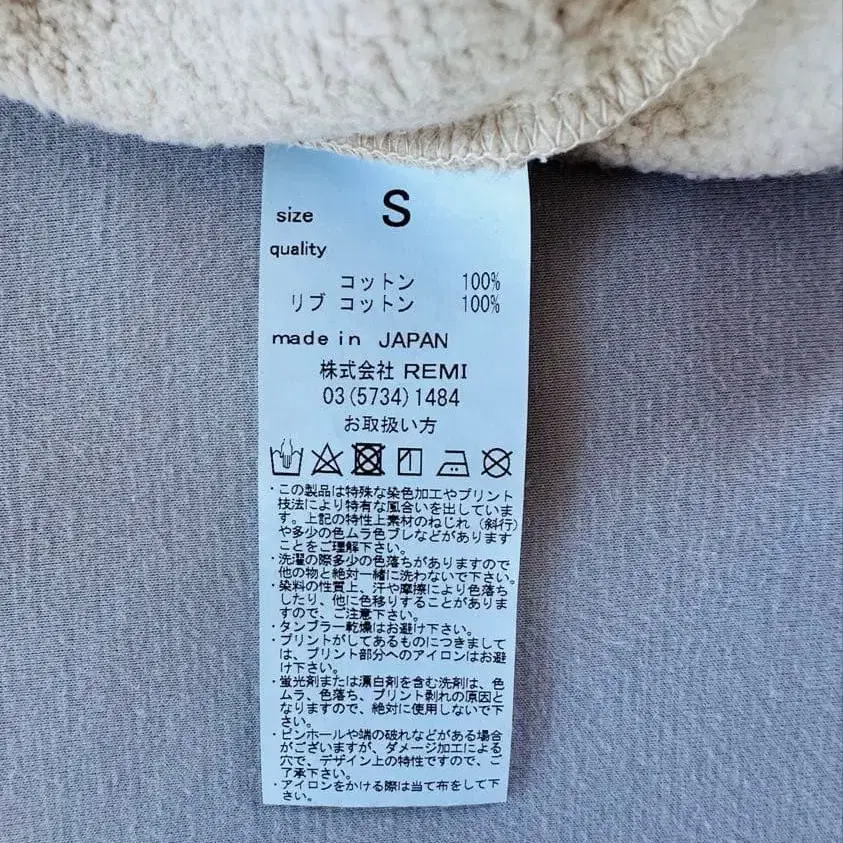 size S
quality
コットン 100%
リブ コットン 100%
made in JAPAN
株式会社 REMI
03(5734)1484
お取扱い方
・この製品は特殊な染色加工やプリント
技法により特有な風合いを出していま
す。上記の特性上素材のねじれ（斜行）
や多少の色ムラ色ブレなどがあります
ことをご理解下さい。
・洗濯の際多少の色落ちがありますので
他の物と絶対一緒に洗わないで下さい。
・染料の性質上、汗や摩擦により色落ち
したり、他に色移りすることがありま
すので、ご注意下さい。
・タンブラー乾燥はお避け下さい。
・プリントがしてあるものにつきまして
は、プリント部分へのアイロンはお避
け下さい。
・蛍光剤または漂白剤を含む洗剤は、色
ムラ、色落ち、プリント剥れの原因と
なりますので、絶対に使用しないで下
さい。
・ピンホールや端の破れなどがある場合
がございますが、ダメージ加工による
穴で、デザイン上の特性ですので、ご
了承下さい。
・アイロンをかける際は当て布をして下
さい。